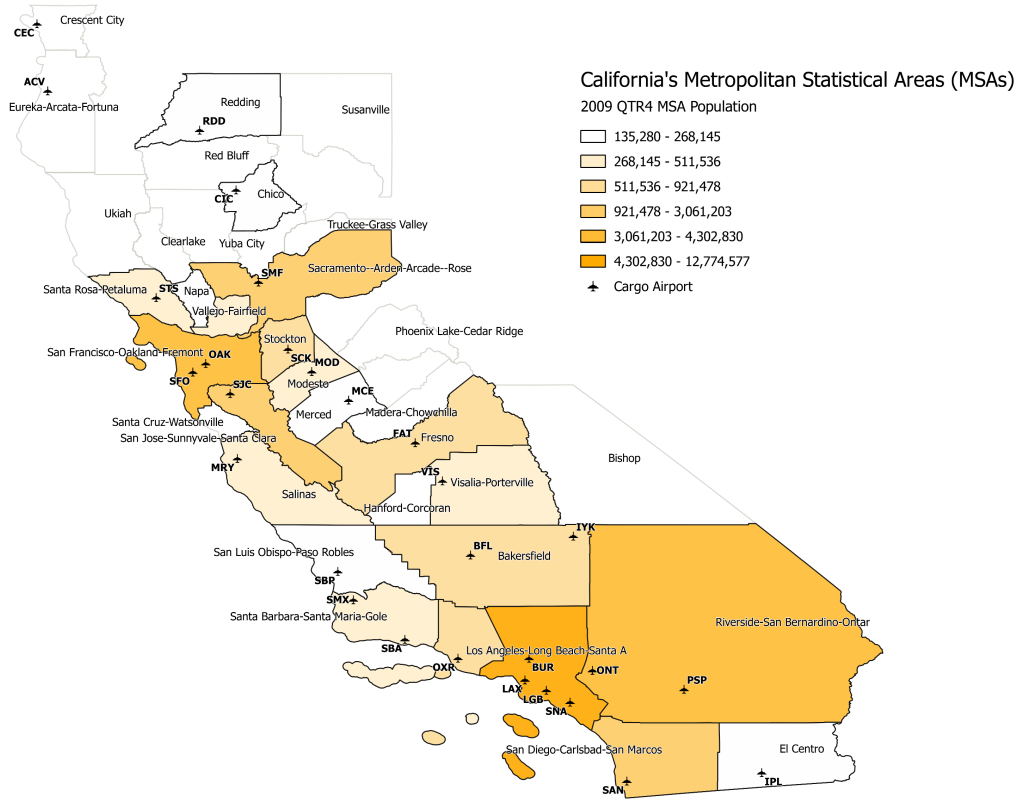 CEC
Crescent City
ACV
Eureka-Arcata-Fortuna
California's Metropolitan Statistical Areas (MSAs)
2009 QTR4 MSA Population
135,280 - 268,145
268,145 - 511,536
511,536 - 921,478
921,478 - 3,061,203
3,061,203 - 4,302,830
4,302,830 - 12,774,577
Cargo Airport
Redding
RDD
Susanville
Red Bluff
CIC
Chico
Ukiah
Truckee-Grass Valley
Clearlake
Yuba City
SMF
Sacramento--Arden-Arcade--Rose
Santa Rosa-Petaluma
STS
Napa
Vallejo-Fairfield
Phoenix Lake-Cedar Ridge
Stockton
SCK
San Francisco-Oakland-Fremont
OAK
MOD
SFO
SJC
Modesto
MCE
Merced
Madera-Chowchilla
Santa Cruz-Watsonville
San Jose-Sunnyvale-Santa Clara
FAT
Fresno
MRY
VIS
Visalia-Porterville
Bishop
Salinas
Hanford-Corcoran
IYK
San Luis Obispo-Paso Robles
BFL
Bakersfield
SBP
SMX
Santa Barbara-Santa Maria-Gole
Riverside-San Bernardino-Ontar
SBA
Los Angeles-Long Beach-Santa A
OXR
BUR
ONT
LAX
PSP
LGB
SNA
San Diego-Carlsbad-San Marcos
El Centro
SAN
IPL